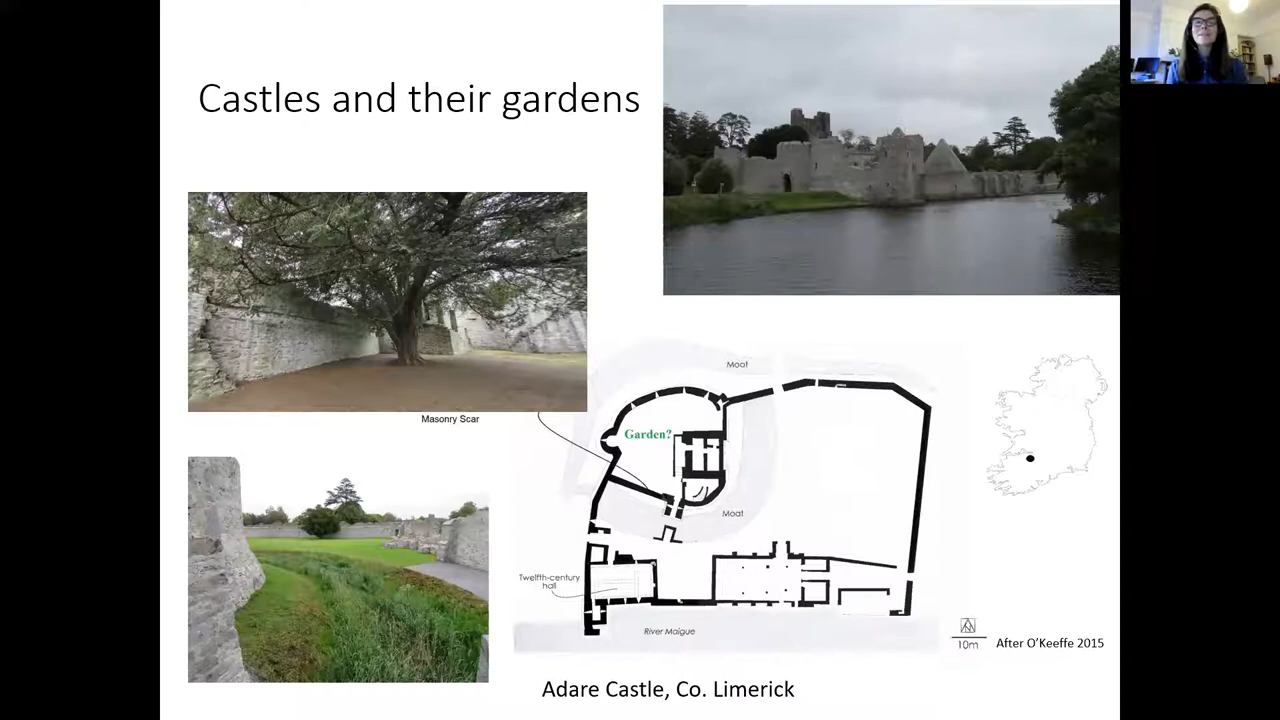 Castles and their gardens
Moat
Masonry Scar
Garden?
Moat
Twelfth-century
hall
River Maigue
10m
After O'Keeffe 2015
Adare Castle, Co. Limerick